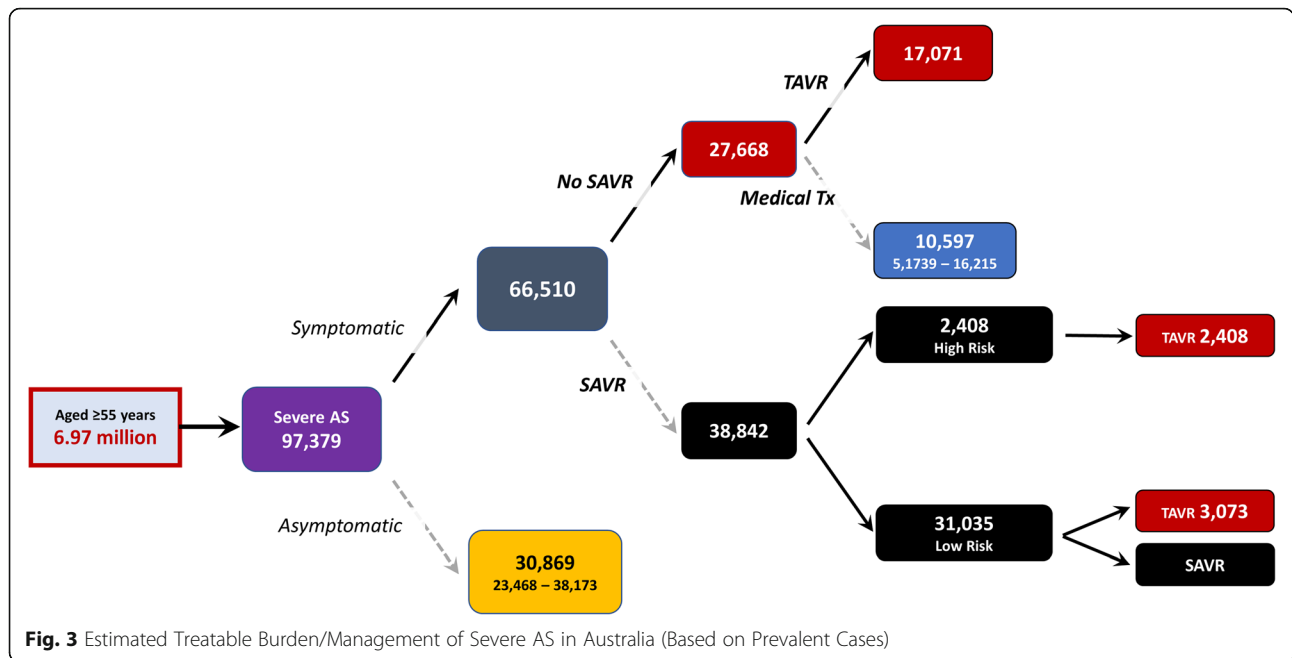 17,071
TAVR
27,668
No SAVR
Medical Tx
10,597
5,1739 – 16,215
66,510
Symptomatic
2,408
High Risk
TAVR 2,408
SAVR
Aged ≥55 years
6.97 million
Severe AS
97,379
38,842
Asymptomatic
31,035
Low Risk
TAVR 3,073
SAVR
30,869
23,468 – 38,173
Fig. 3 Estimated Treatable Burden/Management of Severe AS in Australia (Based on Prevalent Cases)